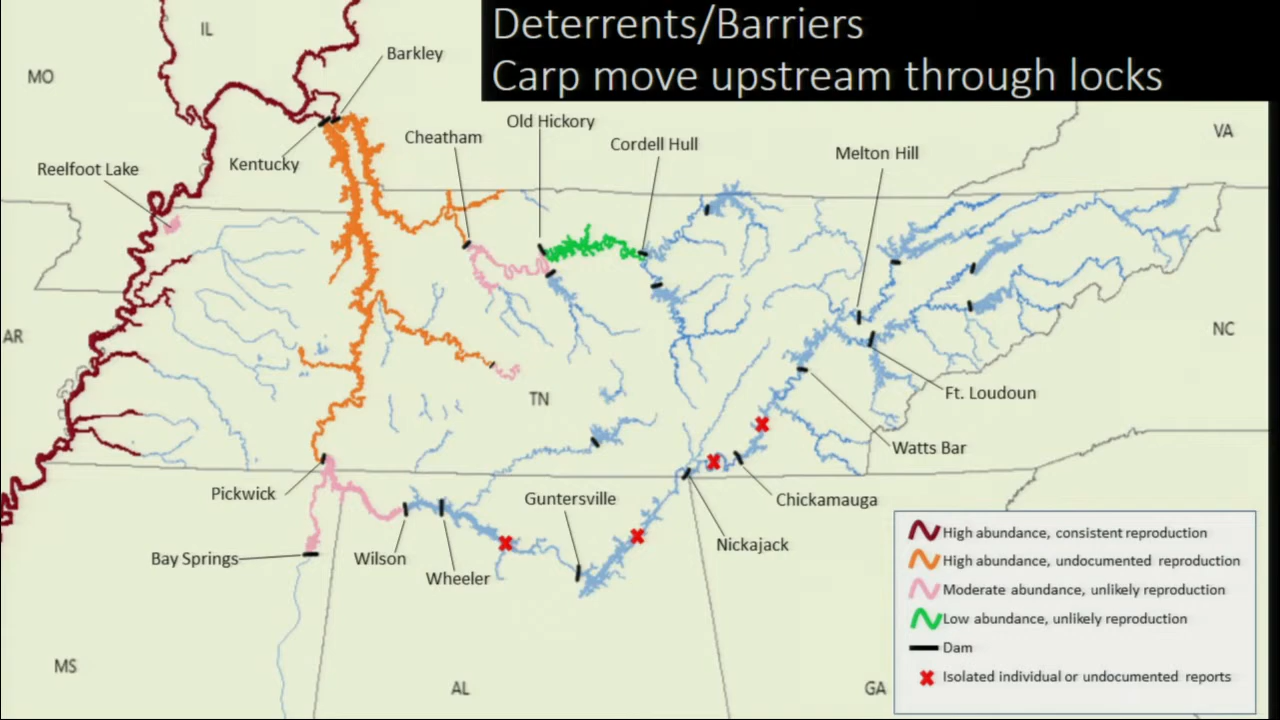 Deterrents/Barriers
Carp move upstream through locks
IL
MO
Barkley
Old Hickory
Cheatham
Cordell Hull
VA
Melton Hill
Reelfoot Lake
Kentucky
AR
NC
TN
Ft. Loudoun
Watts Bar
Pickwick
Guntersville
Chickamauga
Bay Springs
Wilson
Wheeler
Nickajack
MS
AL
GA
High abundance, consistent reproduction
High abundance, undocumented reproduction
Moderate abundance, unlikely reproduction
Low abundance, unlikely reproduction
Dam
Isolated individual or undocumented reports